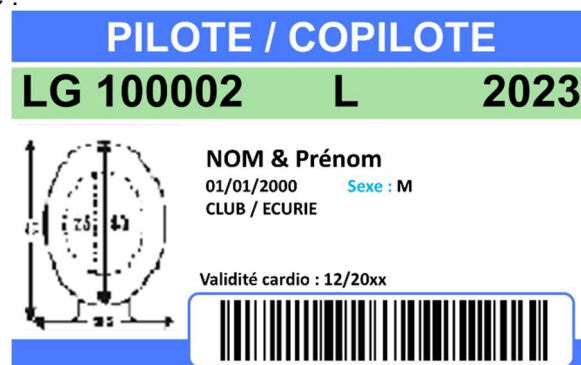 PILOTE / COPILOTE
LG 100002 L 2023
NOM & Prénom
01/01/2000 Sexe : M
CLUB / ECURIE
Validité cardio : 12/20xx